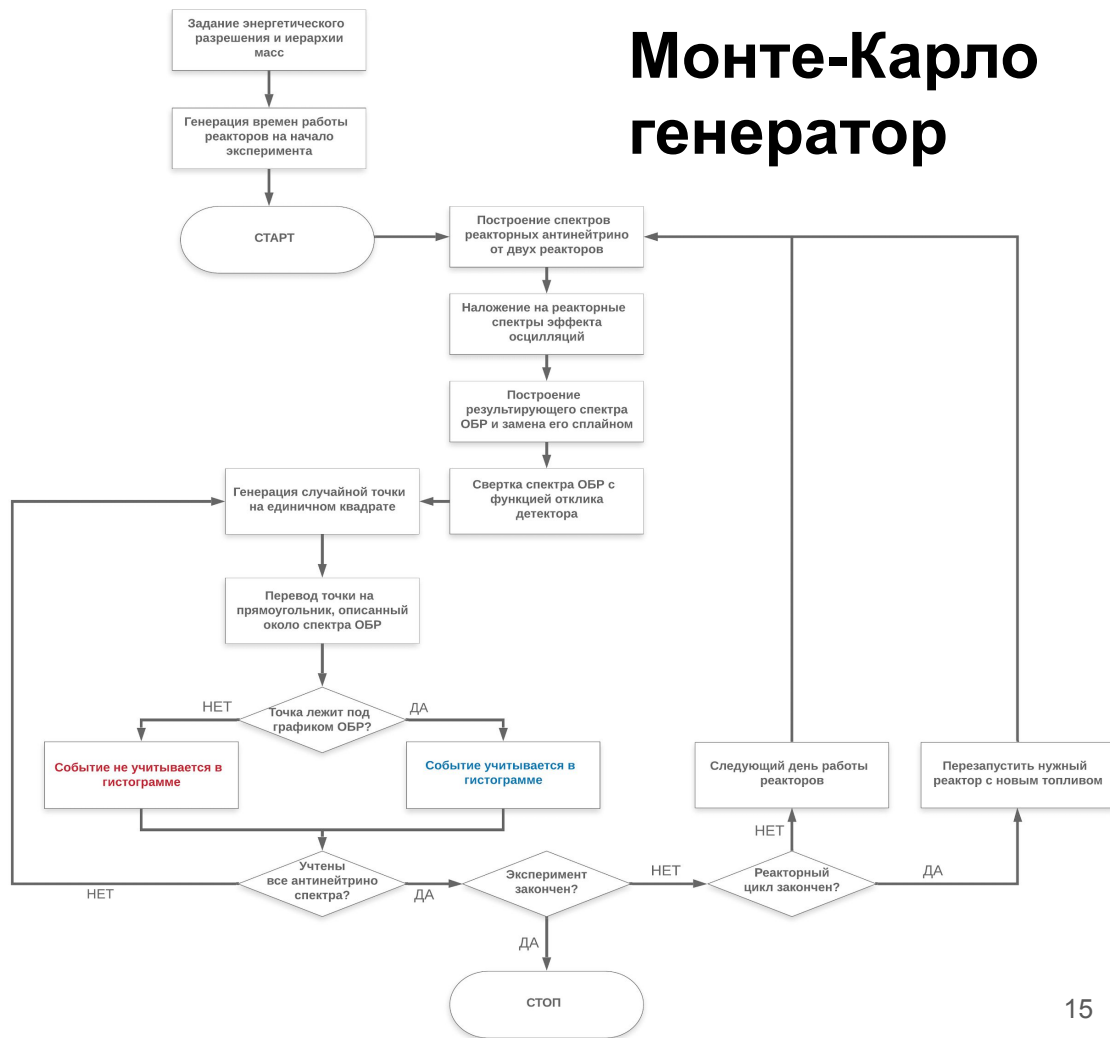 Монте-Карло
генератор
Задание энергетического
разрешения и иерархии
масс
Генерация времен работы
реакторов на начало
эксперимента
СТАРТ
Построение спектров
реакторных антинейтрино
от двух реакторов
Наложение на реакторные
спектры эффекта
осцилляций
Построение
результирующего спектра
ОБР и замена его сплайном
Свертка спектра ОБР с
функцией отклика
детектора
Генерация случайной точки
на единичном квадрате
Перевод точки на
прямоугольник, описанный
около спектра ОБР
НЕТ
Точка лежит под
графиком ОБР?
ДА
Событие не учитывается в
гистограмме
Событие учитывается в
гистограмме
Следующий день работы
реакторов
Перезапустить нужный
реактор с новым топливом
НЕТ
Учтены
все антинейтрино
спектра?
НЕТ
ДА
Эксперимент
закончен?
НЕТ
Реакторный
цикл закончен?
ДА
ДА
СТОП
15